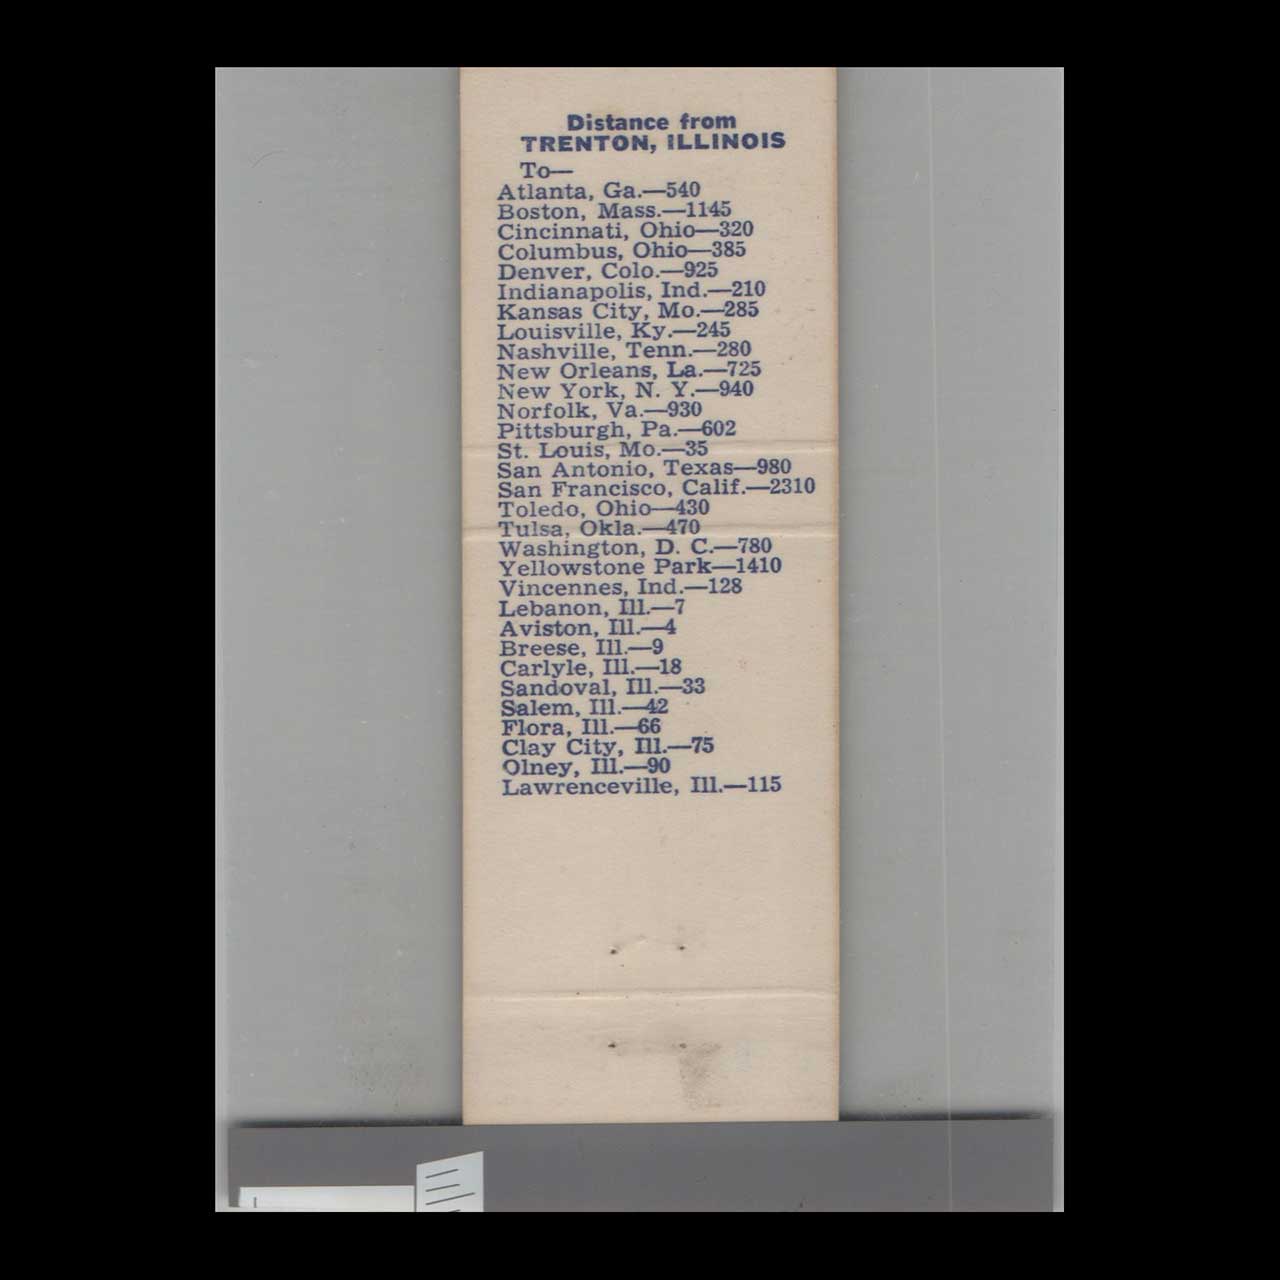 Distance from
TRENTON, ILLINOIS
To—
Atlanta, Ga.—540
Boston, Mass.—1145
Cincinnati, Ohio—320
Columbus, Ohio—385
Denver, Colo.—925
Indianapolis, Ind.—210
Kansas City, Mo.—285
Louisville, Ky.—245
Nashville, Tenn.—280
New Orleans, La.—725
New York, N. Y.—940
Norfolk, Va.—930
Pittsburgh, Pa.—602
St. Louis, Mo.—35
San Antonio, Texas—980
San Francisco, Calif.—2310
Toledo, Ohio—430
Tulsa, Okla.—470
Washington, D. C.—780
Yellowstone Park—1410
Vincennes, Ind.—128
Lebanon, Ill.—7
Aviston, Ill.—4
Breese, Ill.—9
Carlyle, Ill.—18
Sandoval, Ill.—33
Salem, Ill.—42
Flora, Ill.—66
Clay City, Ill.—75
Olney, Ill.—90
Lawrenceville, Ill.—115